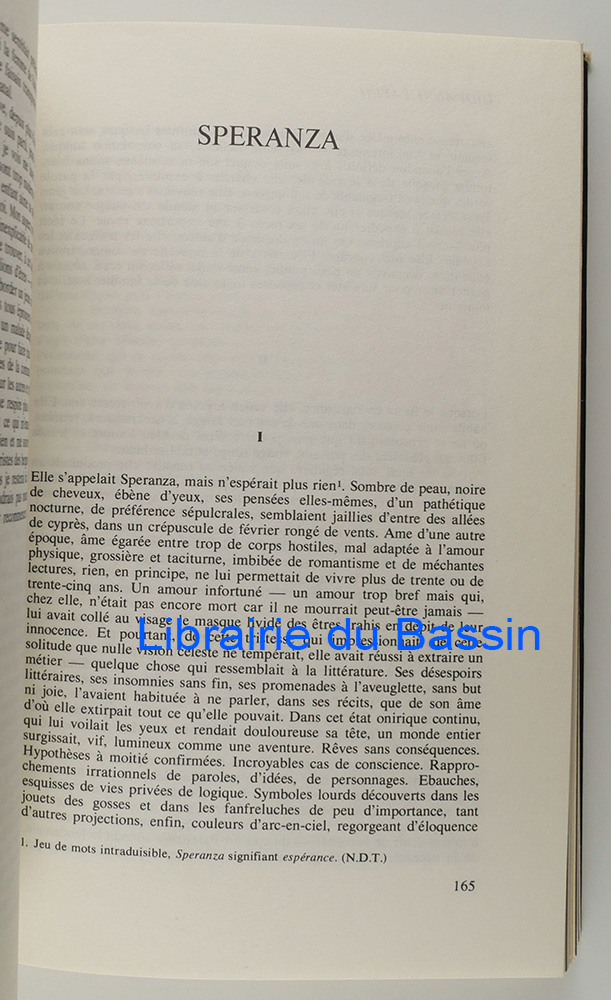 SPERANZA
I
Elle s'appelait Speranza, mais n'espérait plus rien¹. Sombre de peau, noire
de cheveux, ébène d'yeux, ses pensées elles-mêmes, d'un pathétique
nocturne, de préférence sépulcrales, semblaient jaillies d'entre des allées
de cyprès, dans un crépuscule de février rongé de vents. Ame d'une autre
époque, âme égarée entre trop de corps hostiles, mal adaptée à l'amour
physique, grossière et taciturne, imbibée de romantisme et de méchantes
lectures, rien, en principe, ne lui permettait de vivre plus de trente ou de
trente-cinq ans. Un amour infortuné — un amour trop bref mais qui,
chez elle, n'était pas encore mort car il ne mourrait peut-être jamais —
lui avait collé au visage le masque livide des êtres trahis en dépit de leur
innocence. Et pourtant, de cette tristesse qui impressionnait, de cette
solitude que nulle vision céleste ne tempérait, elle avait réussi à extraire un
métier — quelque chose qui ressemblait à la littérature. Ses désespoirs
littéraires, ses insomnies sans fin, ses promenades à l'aveuglette, sans but
ni joie, l'avaient habituée à ne parler, dans ses récits, que de son âme
d'où elle extirpait tout ce qu'elle pouvait. Dans cet état onirique continu,
qui lui voilait les yeux et rendait douloureuse sa tête, un monde entier
surgissait, vif, lumineux comme une aventure. Rêves sans conséquences.
Hypothèses à moitié confirmées. Incroyables cas de conscience. Rappro-
chements irrationnels de paroles, d'idées, de personnages. Ebauches,
esquisses de vies privées de logique. Symboles lourds découverts dans les
jouets des gosses et dans les fanfreluches de peu d'importance, tant
d'autres projections, enfin, couleurs d'arc-en-ciel, regorgeant d'éloquence
1. Jeu de mots intraduisible, Speranza signifiant espérance. (N.D.T.)
165
Librairie du Bassin